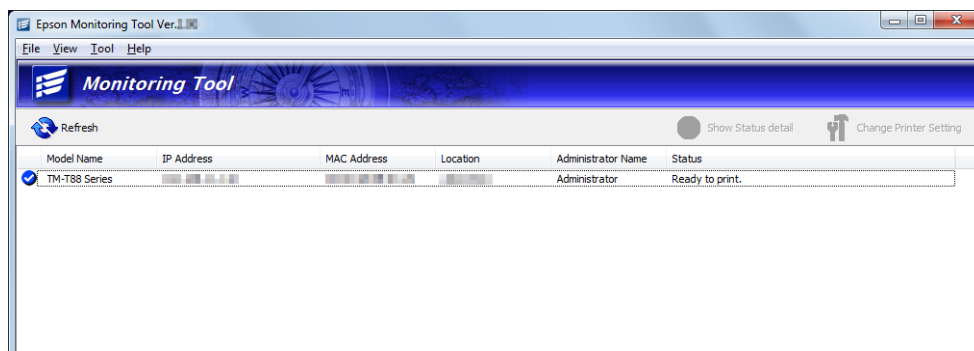 Epson Monitoring Tool Ver.
File View Tool Help
Monitoring Tool
Refresh Show Status detail Change Printer Setting
Model Name IP Address MAC Address Location Administrator Name Status
TM-T88 Series Administrator Ready to print.